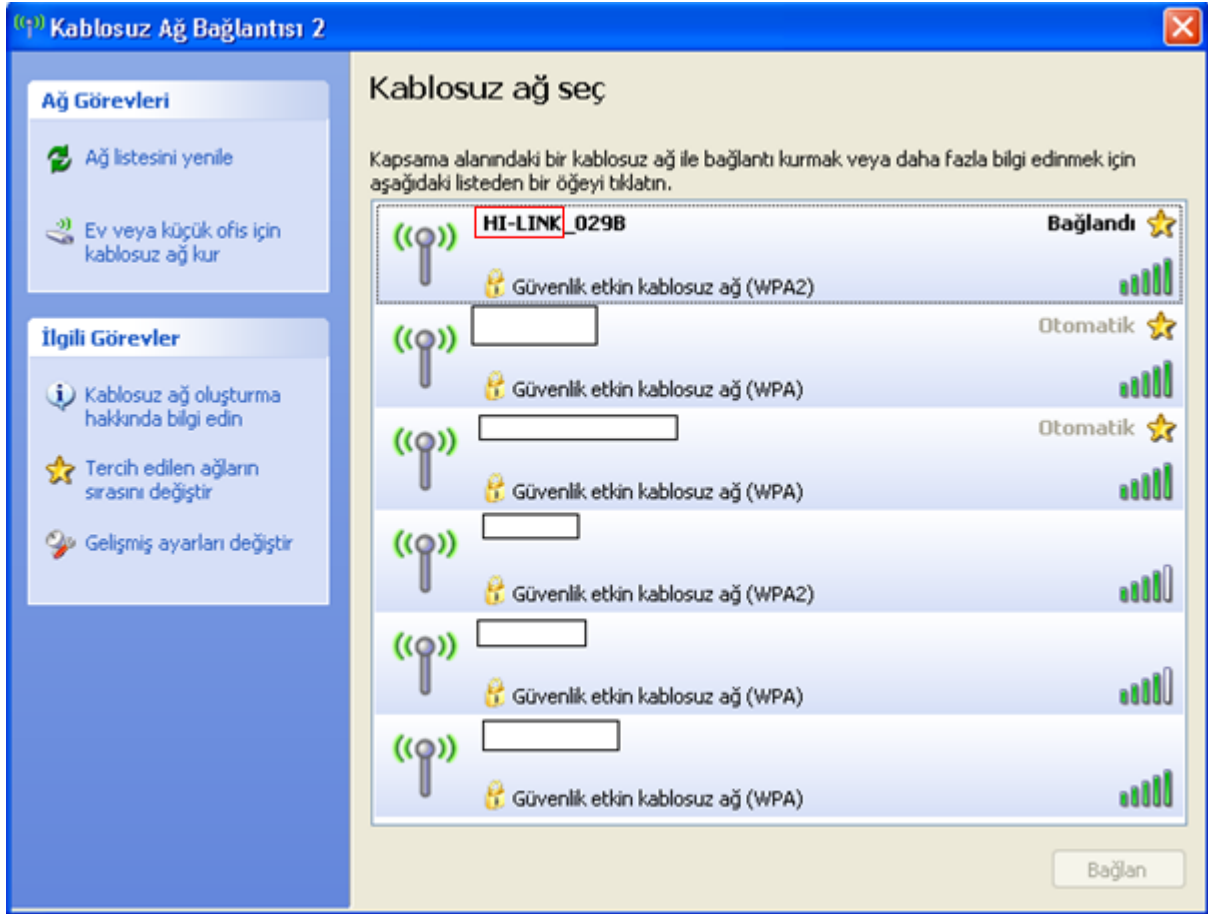 Kablosuz Ağ Bağlantısı 2
Ağ Görevleri
Ağ listesini yenile
Ev veya küçük ofis için
kablosuz ağ kur
İlgili Görevler
Kablosuz ağ oluşturma
hakkında bilgi edin
Tercih edilen ağların
sırasını değiştir
Gelişmiş ayarları değiştir
Kablosuz ağ seç
Kapsama alanındaki bir kablosuz ağ ile bağlantı kurmak veya daha fazla bilgi edinmek için
aşağıdaki listeden bir öğeyi tıklatın.
HI-LINK_029B Bağlandı
Güvenlik etkin kablosuz ağ (WPA2)
Otomatik
Güvenlik etkin kablosuz ağ (WPA)
Otomatik
Güvenlik etkin kablosuz ağ (WPA)
Güvenlik etkin kablosuz ağ (WPA2)
Güvenlik etkin kablosuz ağ (WPA)
Güvenlik etkin kablosuz ağ (WPA)
Bağlan